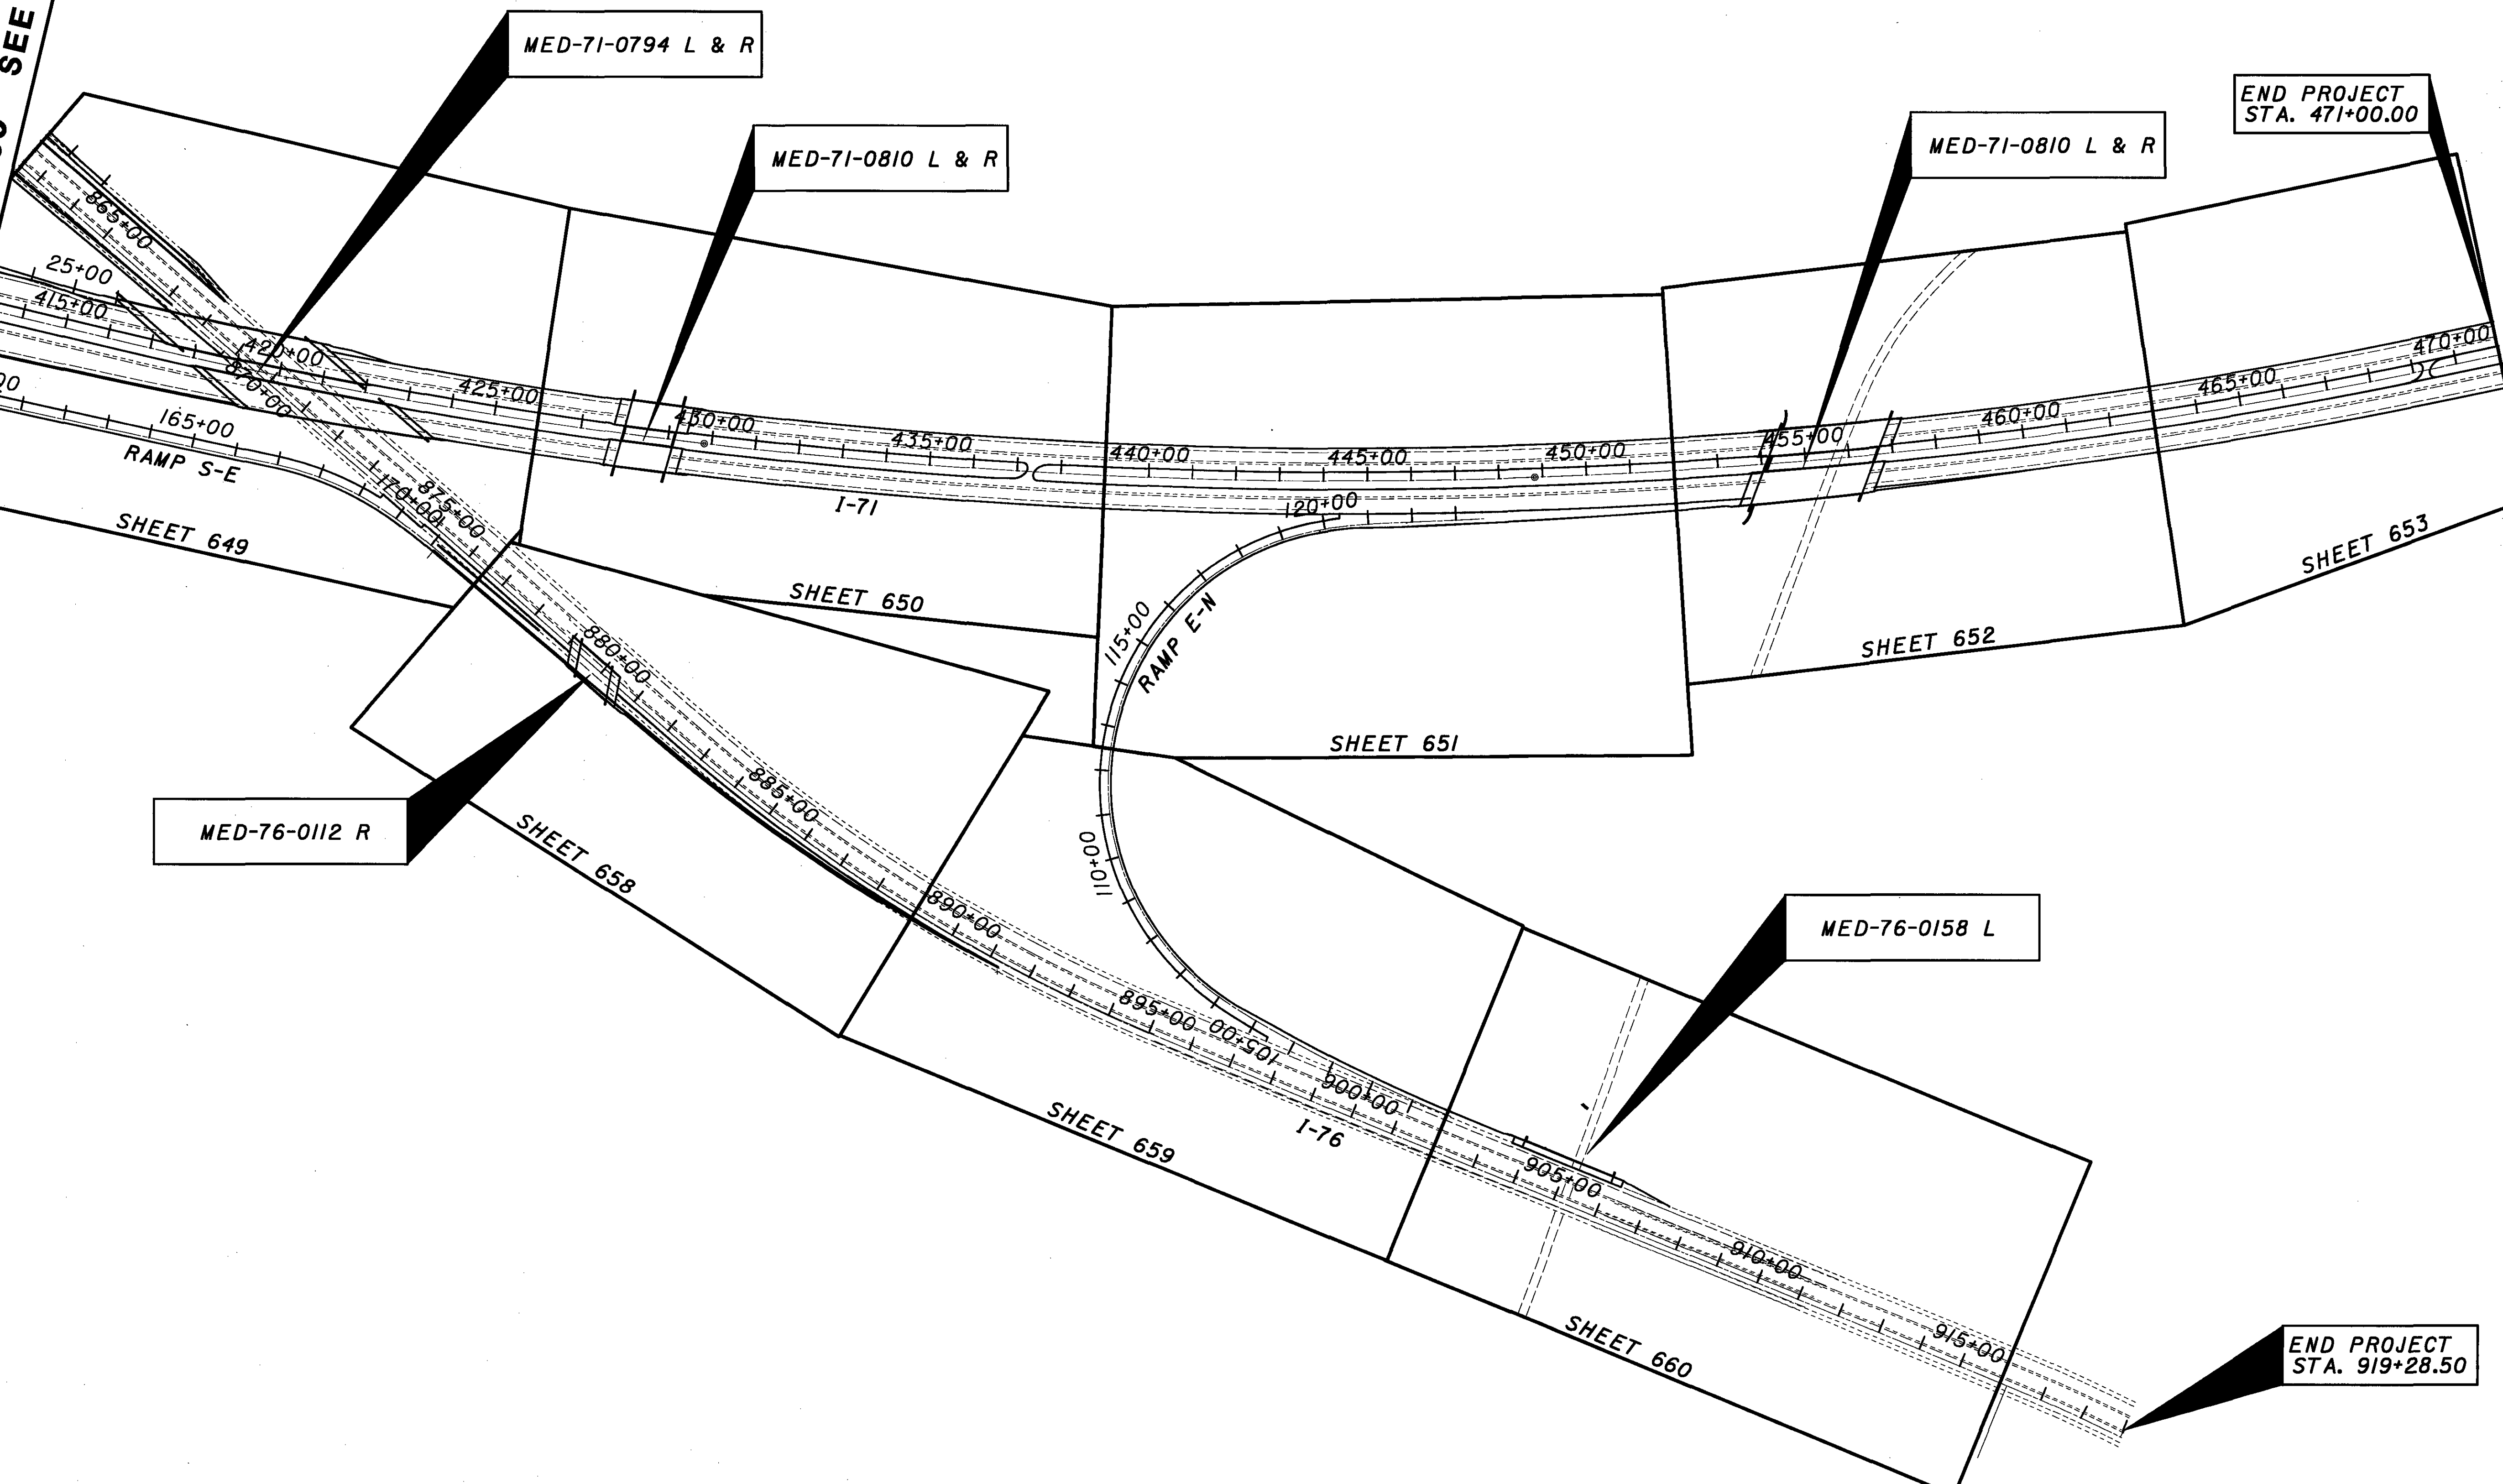 SEE
MED-71-0794 L & R
MED-71-0810 L & R
MED-71-0810 L & R
END PROJECT
STA. 471+00.00
865+00
25+00
415+00
420+00
870+00
425+00
430+00
435+00
440+00
445+00
450+00
455+00
460+00
465+00
470+00
00
165+00
RAMP S-E
170+00
875+00
I-71
120+00
SHEET 649
SHEET 650
SHEET 651
SHEET 652
SHEET 653
115+00
RAMP E-N
110+00
105+00
880+00
885+00
MED-76-0112 R
SHEET 658
890+00
895+00
900+00
I-76
SHEET 659
MED-76-0158 L
905+00
910+00
915+00
SHEET 660
END PROJECT
STA. 919+28.50